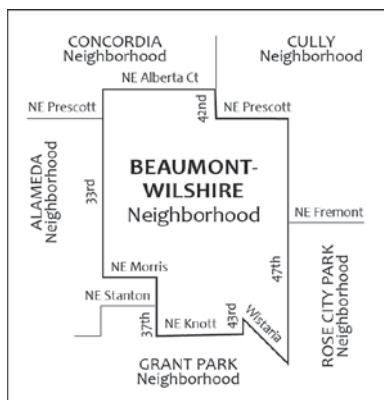 CONCORDIA
Neighborhood
CULLY
Neighborhood
NE Alberta Ct
NE Prescott
42nd
NE Prescott
ALAMEDA
Neighborhood
33rd
BEAUMONT-
WILSHIRE
Neighborhood
NE Fremont
47th
ROSE CITY PARK
Neighborhood
NE Morris
NE Stanton
37th
NE Knott
43rd
Wistaria
GRANT PARK
Neighborhood